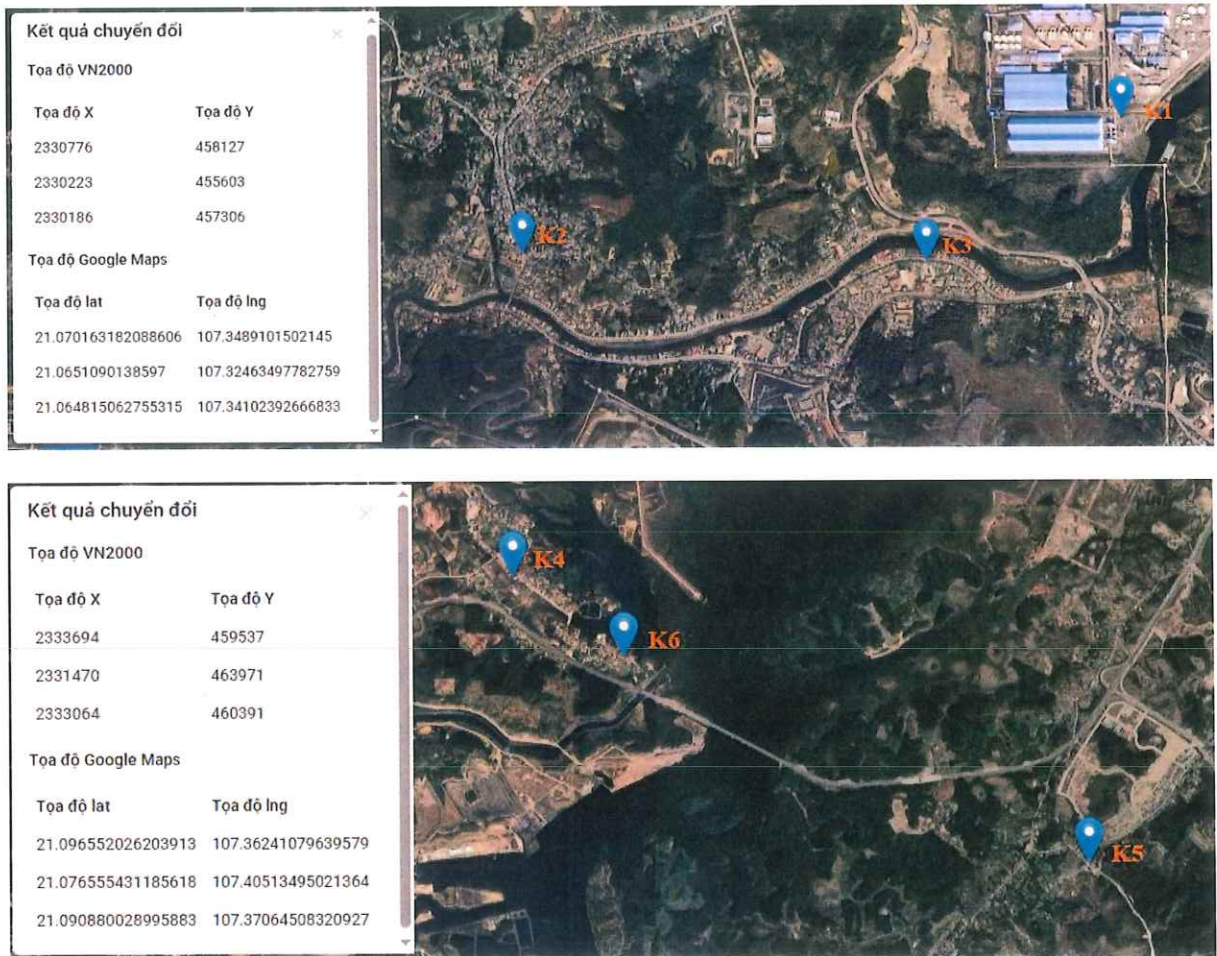 Kết quả chuyển đổi
Tọa độ VN2000
Tọa độ X Tọa độ Y
2330776 458127
2330223 455603
2330186 457306
Tọa độ Google Maps
Tọa độ lat Tọa độ lng
21.070163182088606 107.3489101502145
21.0651090138597 107.32463497782759
21.064815062755315 107.34102392666833
K1
K2
K3
Kết quả chuyển đổi
Tọa độ VN2000
Tọa độ X Tọa độ Y
2333694 459537
2331470 463971
2333064 460391
Tọa độ Google Maps
Tọa độ lat Tọa độ lng
21.096552026203913 107.36241079639579
21.076555431185618 107.40513495021364
21.090880028995883 107.37064508320927
K4
K6
K5